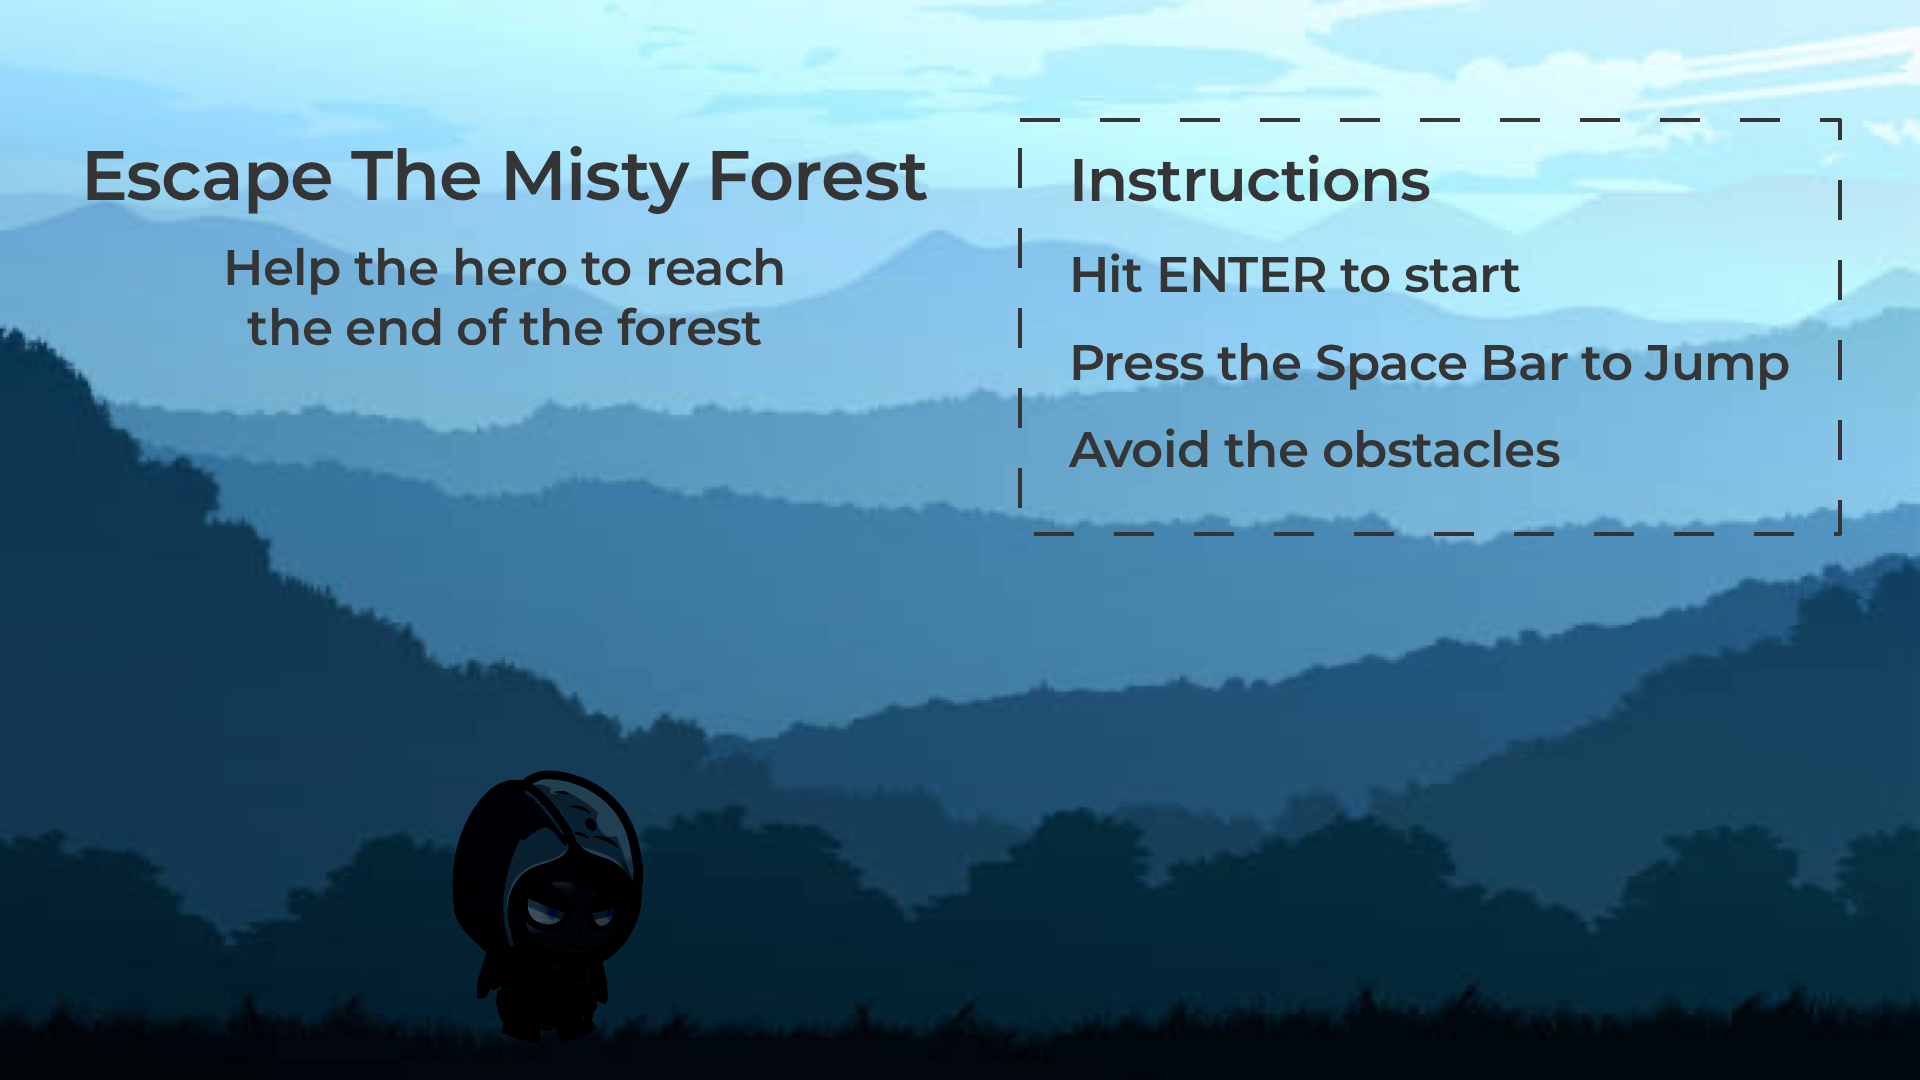 Escape The Misty Forest
Help the hero to reach
the end of the forest
Instructions
Hit ENTER to start
Press the Space Bar to Jump
Avoid the obstacles